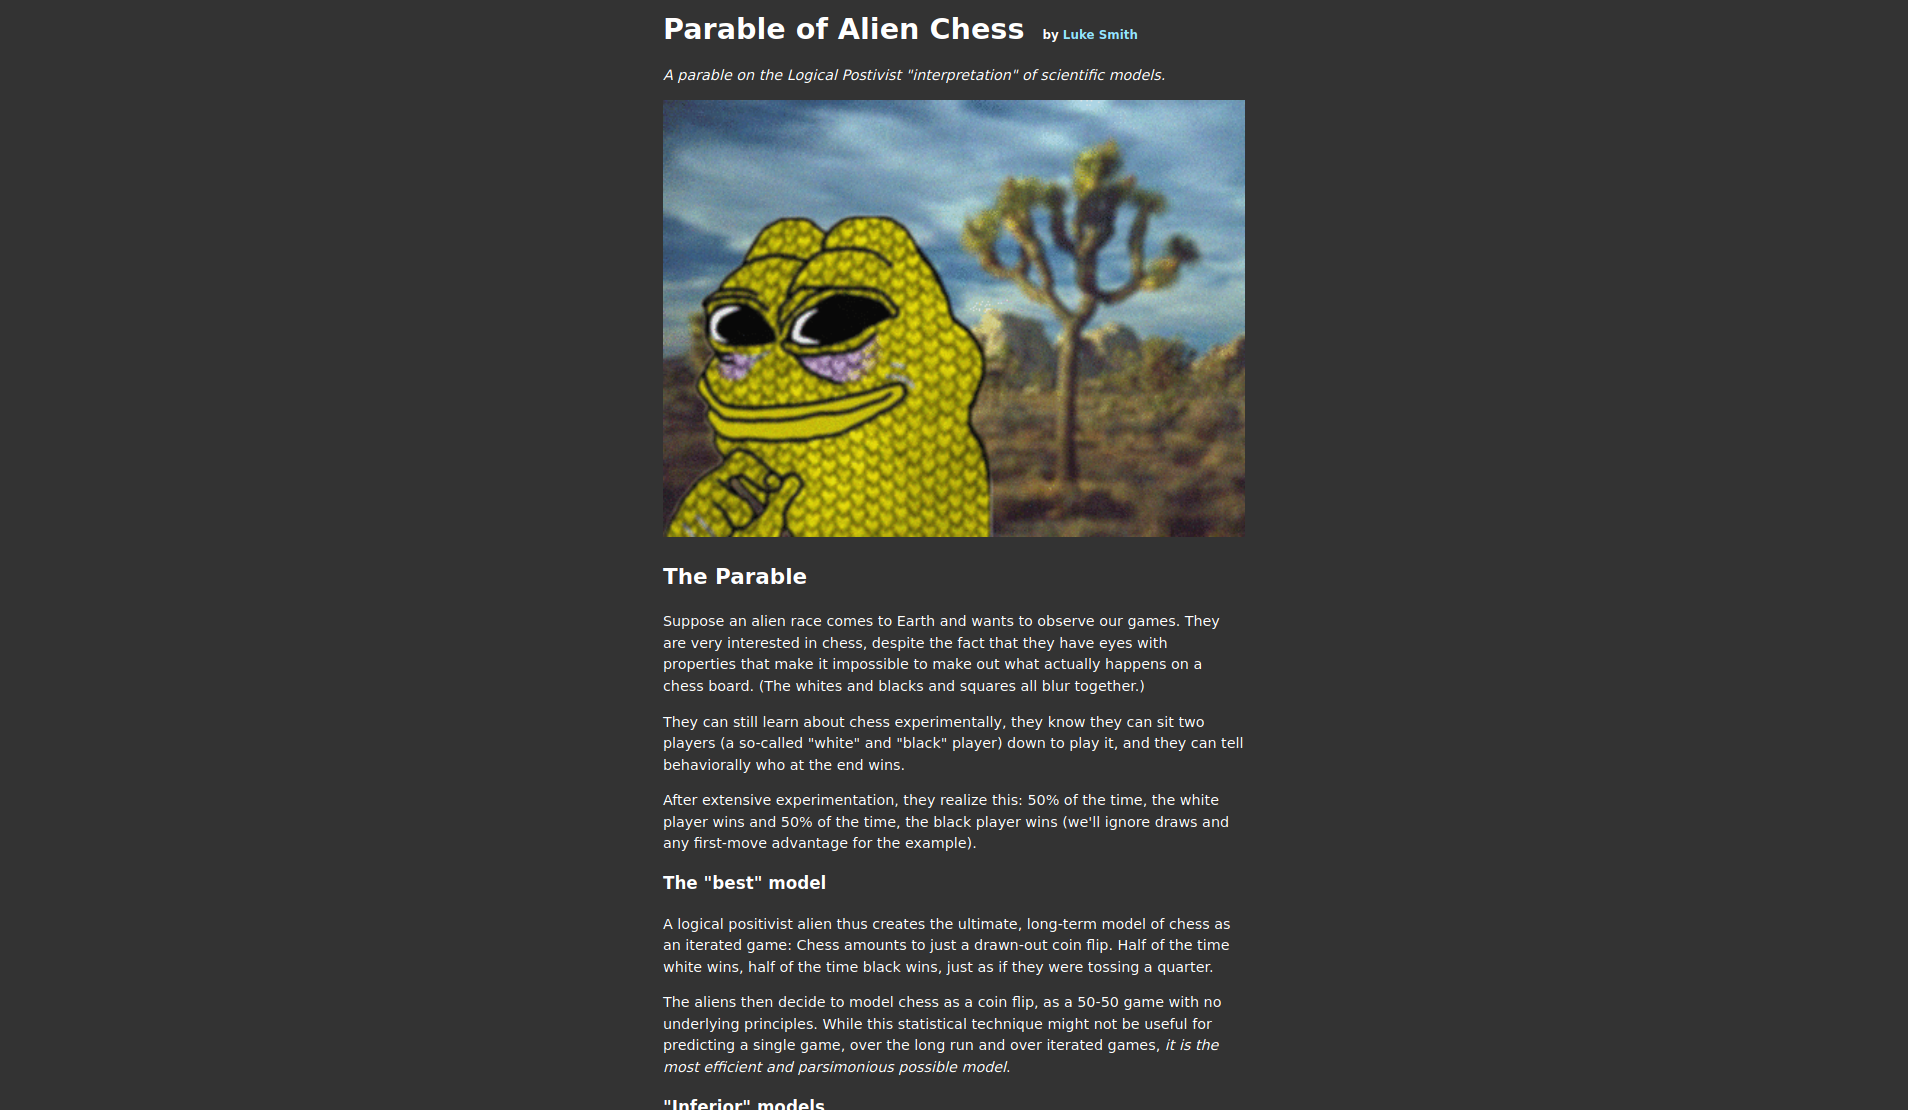 Parable of Alien Chess by Luke Smith
A parable on the Logical Postivist "interpretation" of scientific models.
The Parable
Suppose an alien race comes to Earth and wants to observe our games. They
are very interested in chess, despite the fact that they have eyes with
properties that make it impossible to make out what actually happens on a
chess board. (The whites and blacks and squares all blur together.)
They can still learn about chess experimentally, they know they can sit two
players (a so-called "white" and "black" player) down to play it, and they can tell
behaviorally who at the end wins.
After extensive experimentation, they realize this: 50% of the time, the white
player wins and 50% of the time, the black player wins (we'll ignore draws and
any first-move advantage for the example).
The "best" model
A logical positivist alien thus creates the ultimate, long-term model of chess as
an iterated game: Chess amounts to just a drawn-out coin flip. Half of the time
white wins, half of the time black wins, just as if they were tossing a quarter.
The aliens then decide to model chess as a coin flip, as a 50-50 game with no
underlying principles. While this statistical technique might not be useful for
predicting a single game, over the long run and over iterated games, it is the
most efficient and parsimonious possible model.
"Inferior" models